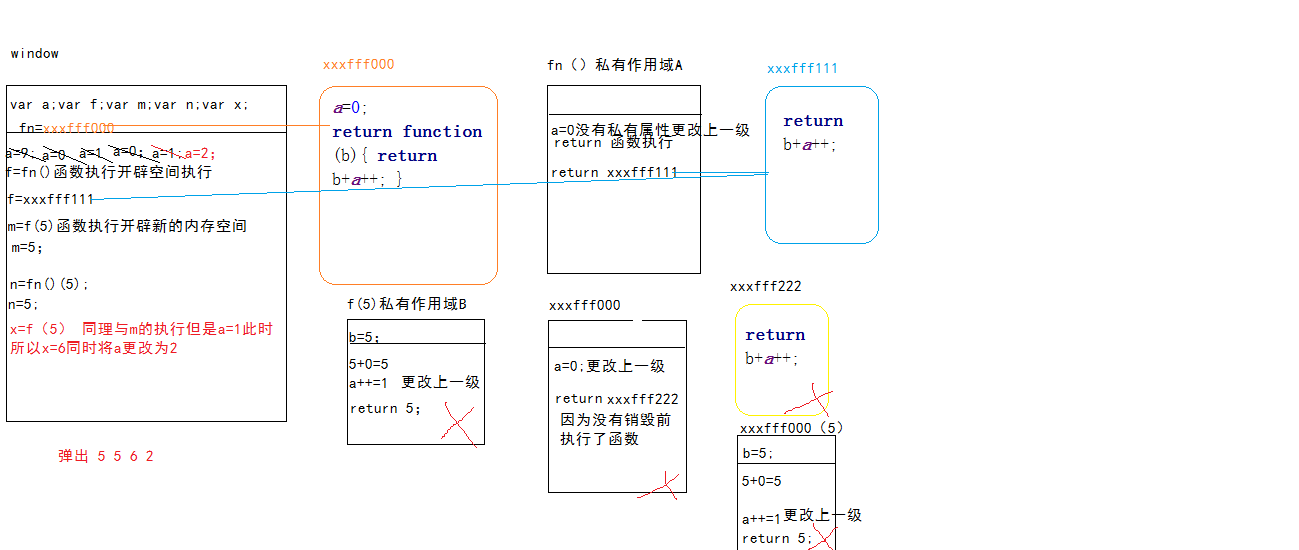 window
var a;var f;var m;var n;var x;
fn=xxxfff000
a=9; a=0 a=1 a=0; a=1;a=2;
f=fn()函数执行开辟空间执行
f=xxxfff111
m=f(5)函数执行开辟新的内存空间
m=5;
n=fn()(5);
n=5;
x=f（5） 同理与m的执行但是a=1此时
所以x=6同时将a更改为2
弹出 5 5 6 2
xxxfff000
a=0;
return function
(b){ return
b+a++; }
fn（）私有作用域A
a=0没有私有属性更改上一级
return 函数执行
return xxxfff111
xxxfff111
return
b+a++;
f(5)私有作用域B
b=5;
5+0=5
a++=1 更改上一级
return 5;
xxxfff000
a=0;更改上一级
return xxxfff222
因为没有销毁前
执行了函数
xxxfff222
return
b+a++;
xxxfff000（5）
b=5;
5+0=5
a++=1更改上一级
return 5;